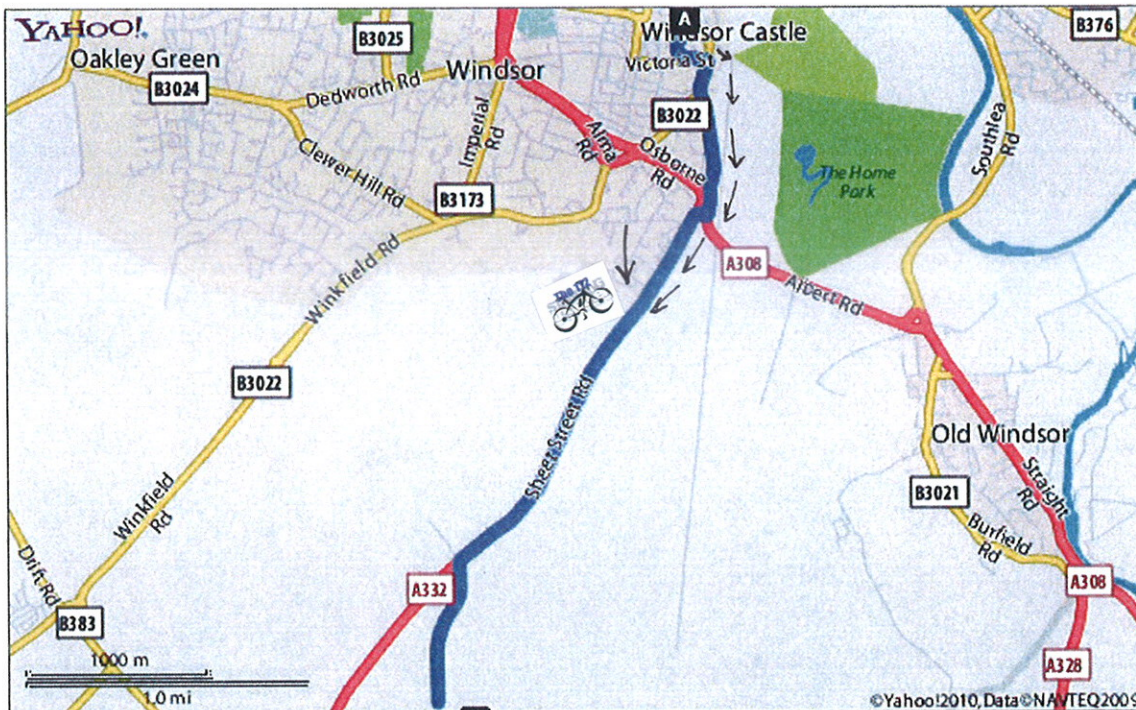 YAHOO!
A
Windsor Castle
B376
B3025
Oakley Green
Victoria St
Windsor
B3024
Dedworth Rd
B3022
Imperial Rd
Alma Rd
Osborne Rd
Southlea Rd
Clewer Hill Rd
The Home Park
B3173
Winkfield Rd
A308
Albert Rd
B3022
Sheet Street Rd
Old Windsor
Winkfield Rd
B3021
Straight Rd
Burfield Rd
Drift Rd
A332
A308
B383
1000 m
A328
1.0 mi
©Yahoo!2010, Data©NAVTEQ2009